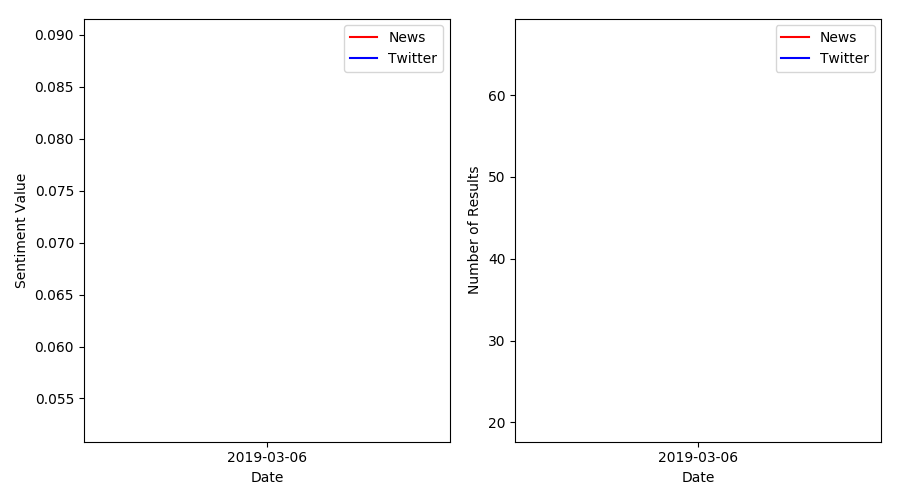 News
Twitter
0.090
0.085
0.080
0.075
0.070
0.065
0.060
0.055
Sentiment Value
2019-03-06
Date
News
Twitter
60
50
40
30
20
Number of Results
2019-03-06
Date